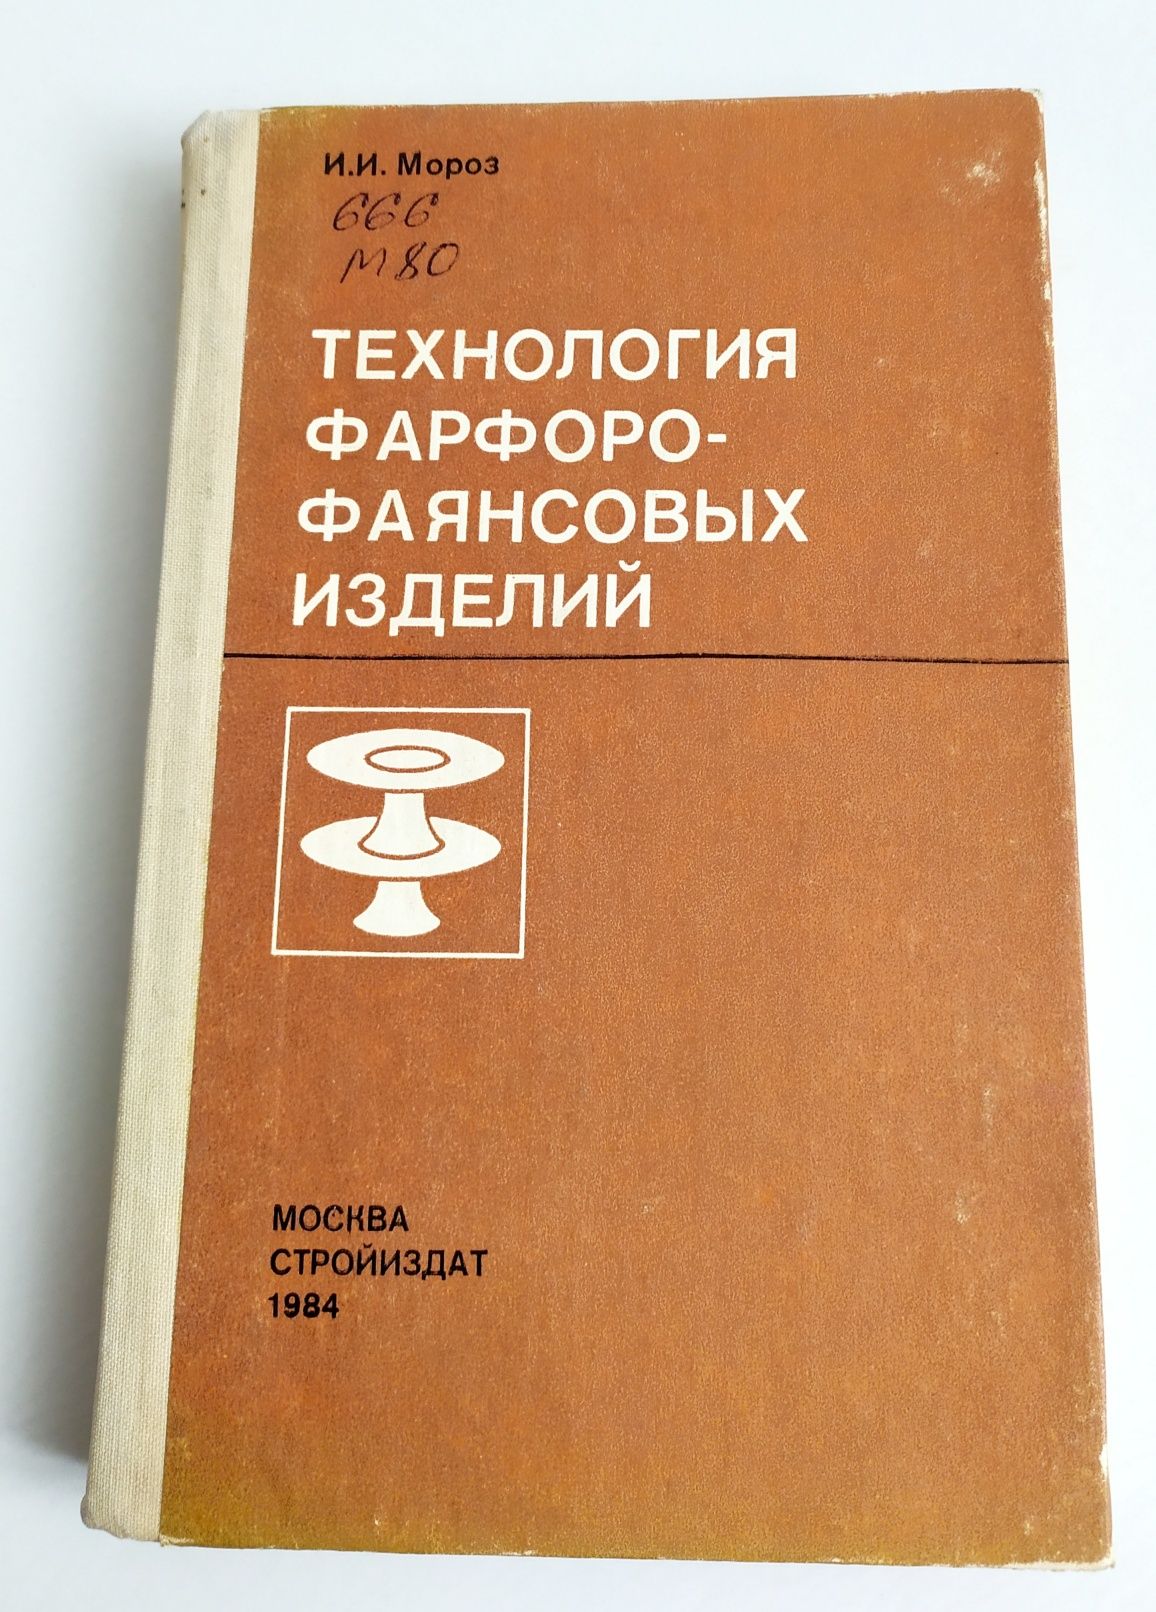 И.И. Мороз
666
М80
ТЕХНОЛОГИЯ
ФАРФОРО-
ФАЯНСОВЫХ
ИЗДЕЛИЙ
МОСКВА
СТРОЙИЗДАТ
1984